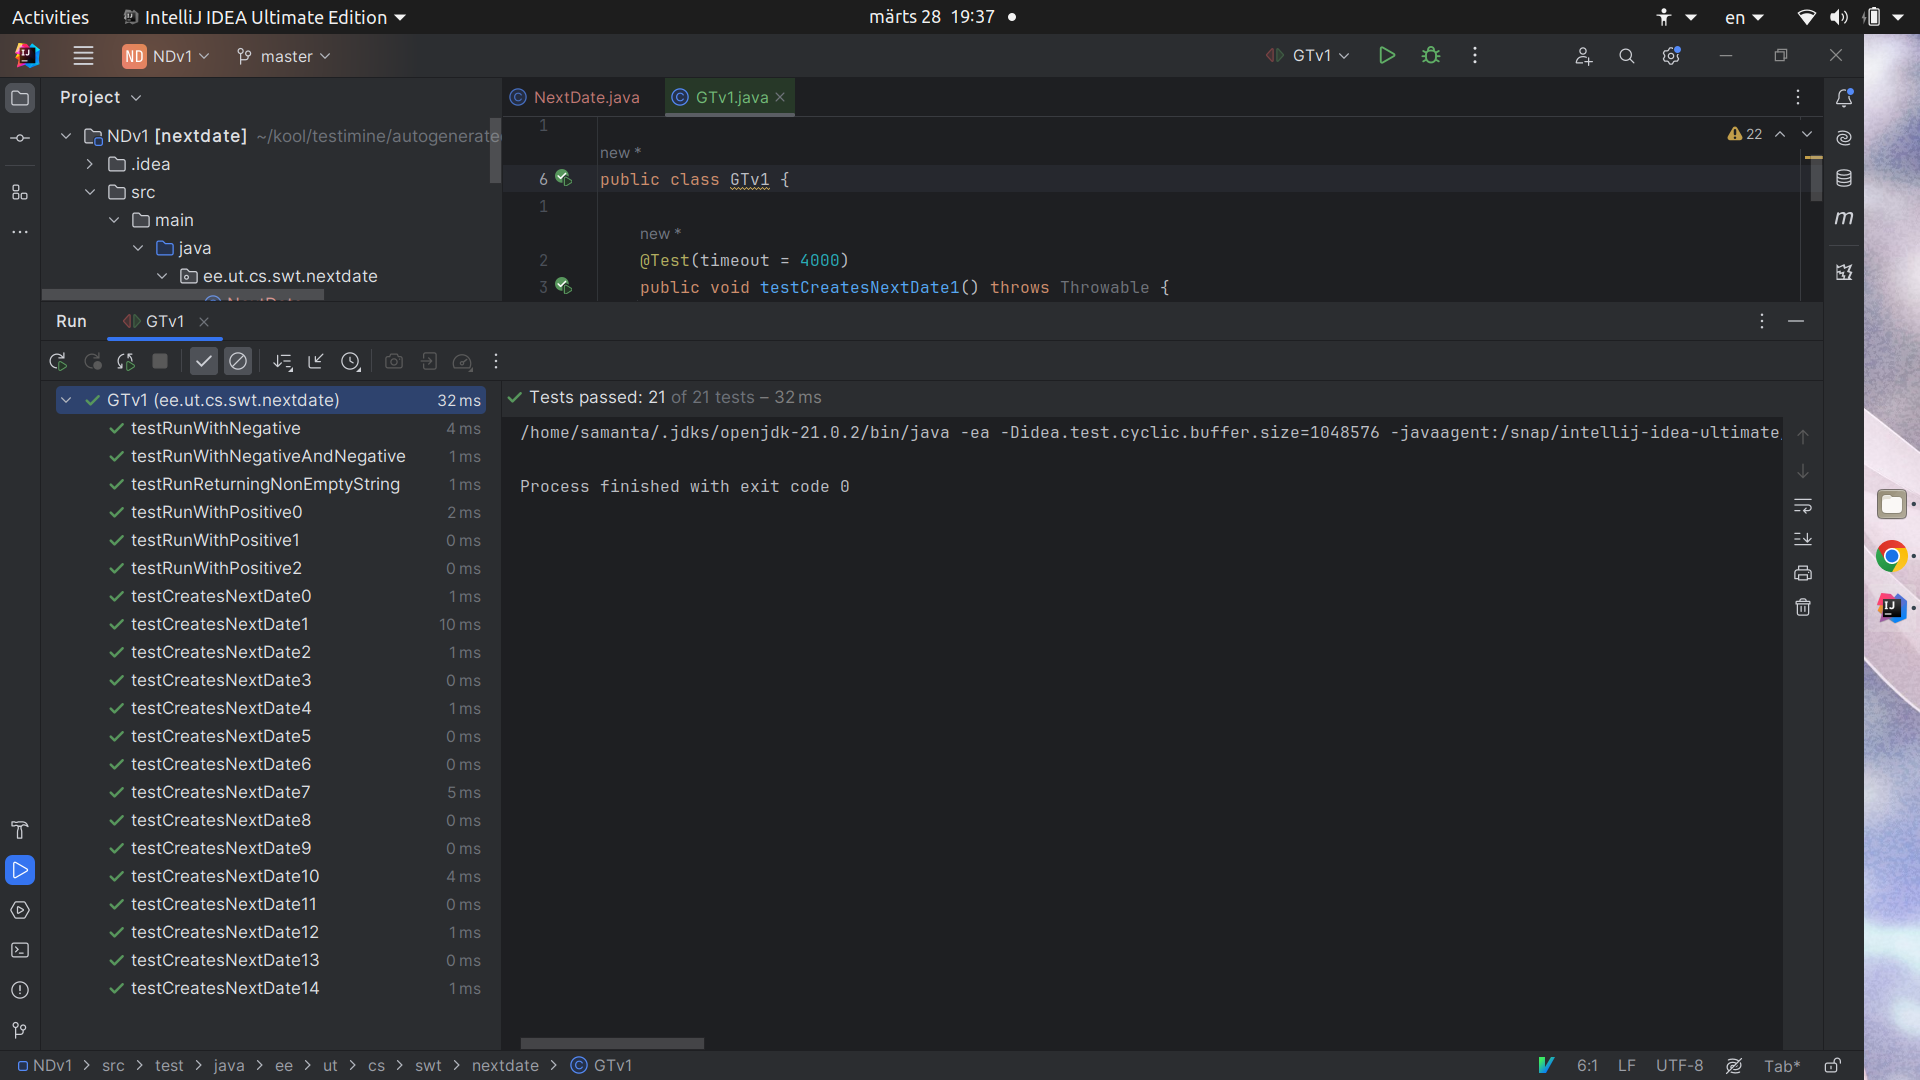 Activities
IntelliJ IDEA Ultimate Edition
märts 28 19:37
en
IJ
ND NDv1
master
GTv1
Project
NextDate.java
GTv1.java
NDv1 [nextdate] ~/kool/testimine/autogenerate
.idea
src
main
java
ee.ut.cs.swt.nextdate
NextDate
1
new *
22
6 public class GTv1 {
1
new *
2 @Test(timeout = 4000)
3 public void testCreatesNextDate1() throws Throwable {
m
Run
GTv1
GTv1 (ee.ut.cs.swt.nextdate) 32 ms
testRunWithNegative 4 ms
testRunWithNegativeAndNegative 1 ms
testRunReturningNonEmptyString 1 ms
testRunWithPositive0 2 ms
testRunWithPositive1 0 ms
testRunWithPositive2 0 ms
testCreatesNextDate0 1 ms
testCreatesNextDate1 10 ms
testCreatesNextDate2 1 ms
testCreatesNextDate3 0 ms
testCreatesNextDate4 1 ms
testCreatesNextDate5 0 ms
testCreatesNextDate6 0 ms
testCreatesNextDate7 5 ms
testCreatesNextDate8 0 ms
testCreatesNextDate9 0 ms
testCreatesNextDate10 4 ms
testCreatesNextDate11 0 ms
testCreatesNextDate12 1 ms
testCreatesNextDate13 0 ms
testCreatesNextDate14 1 ms
Tests passed: 21 of 21 tests – 32 ms
/home/samanta/.jdks/openjdk-21.0.2/bin/java -ea -Didea.test.cyclic.buffer.size=1048576 -javaagent:/snap/intellij-idea-ultimate
Process finished with exit code 0
IJ
NDv1 > src > test > java > ee > ut > cs > swt > nextdate > GTv1
6:1
LF
UTF-8
Tab*